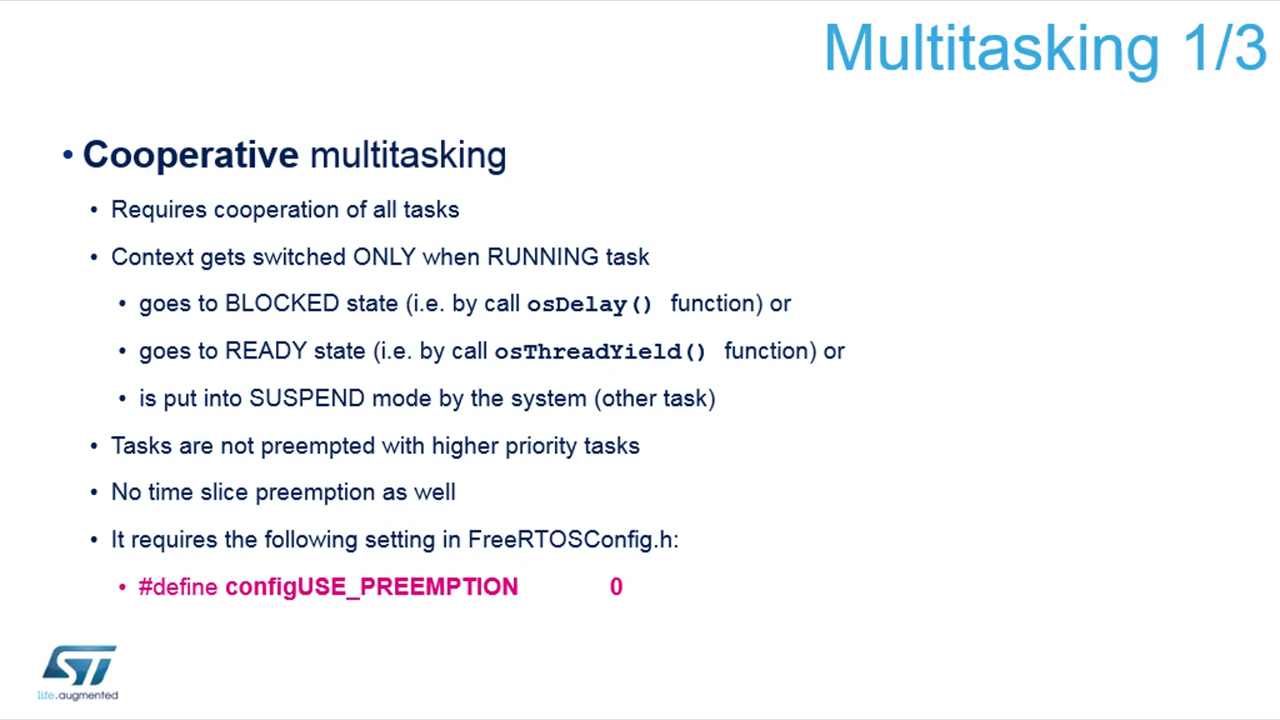 Multitasking 1/3
• Cooperative multitasking
• Requires cooperation of all tasks
• Context gets switched ONLY when RUNNING task
• goes to BLOCKED state (i.e. by call osDelay() function) or
• goes to READY state (i.e. by call osThreadYield() function) or
• is put into SUSPEND mode by the system (other task)
• Tasks are not preempted with higher priority tasks
• No time slice preemption as well
• It requires the following setting in FreeRTOSConfig.h:
• #define configUSE_PREEMPTION 0
ST
life.augmented